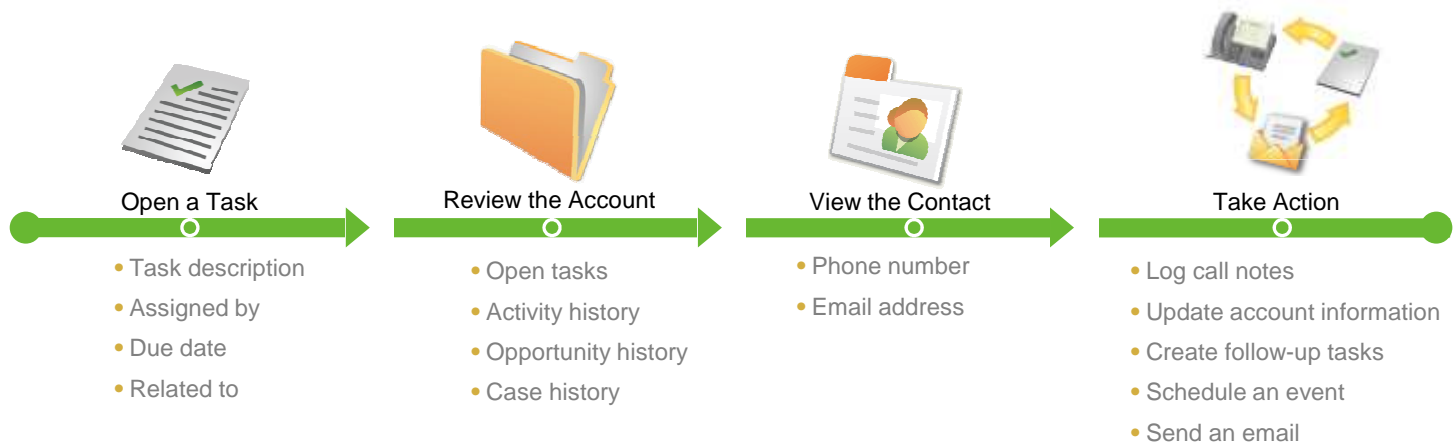 Open a Task
• Task description
• Assigned by
• Due date
• Related to
Review the Account
• Open tasks
• Activity history
• Opportunity history
• Case history
View the Contact
• Phone number
• Email address
Take Action
• Log call notes
• Update account information
• Create follow-up tasks
• Schedule an event
• Send an email